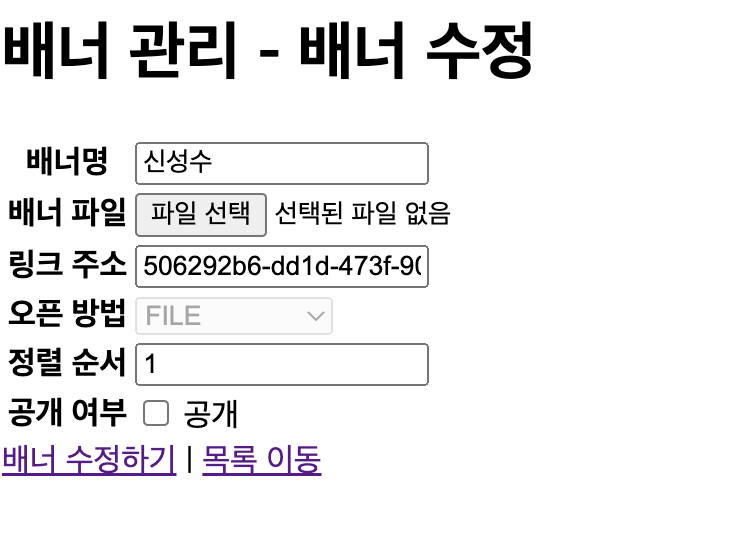 배너 관리 - 배너 수정
배너명 신성수
배너 파일 파일 선택 선택된 파일 없음
링크 주소 506292b6-dd1d-473f-90
오픈 방법 FILE
정렬 순서 1
공개 여부 공개
배너 수정하기 | 목록 이동